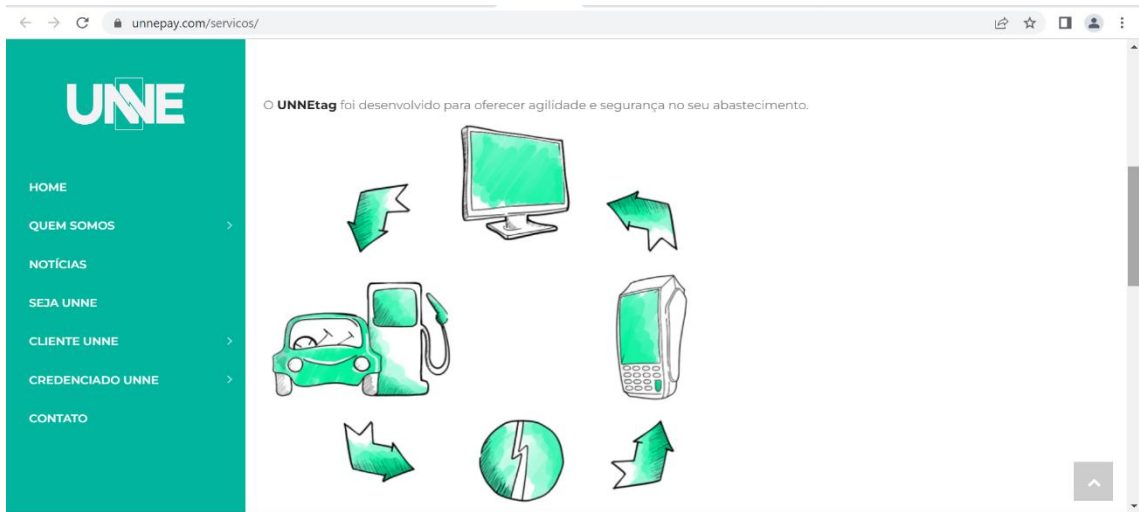 unnepay.com/servicos/
UNNE
O UNNEtag foi desenvolvido para oferecer agilidade e segurança no seu abastecimento.
HOME
QUEM SOMOS
NOTÍCIAS
SEJA UNNE
CLIENTE UNNE
CREDENCIADO UNNE
CONTATO